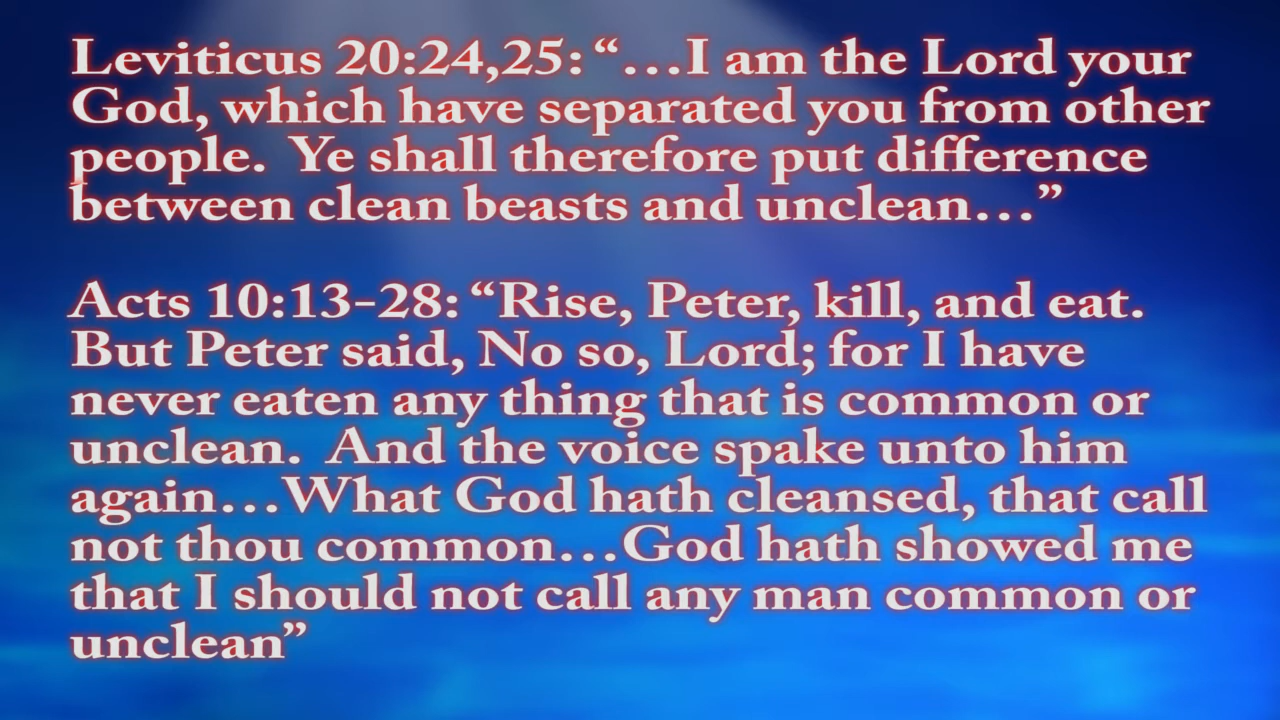 Leviticus 20:24,25: “…I am the Lord your
God, which have separated you from other
people.  Ye shall therefore put difference
between clean beasts and unclean…”
Acts 10:13-28: “Rise, Peter, kill, and eat.
But Peter said, No so, Lord; for I have
never eaten any thing that is common or
unclean.  And the voice spake unto him
again…What God hath cleansed, that call
not thou common…God hath showed me
that I should not call any man common or
unclean”